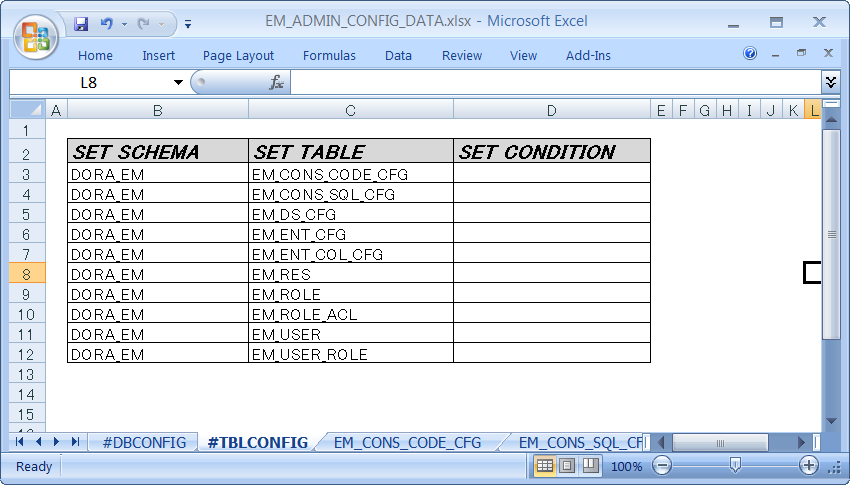 EM_ADMIN_CONFIG_DATA.xlsx - Microsoft Excel
Home Insert Page Layout Formulas Data Review View Add-Ins
L8 fx
A B C D E F G H I J K L
1
2 SET SCHEMA SET TABLE SET CONDITION
3 DORA_EM EM_CONS_CODE_CFG
4 DORA_EM EM_CONS_SQL_CFG
5 DORA_EM EM_DS_CFG
6 DORA_EM EM_ENT_CFG
7 DORA_EM EM_ENT_COL_CFG
8 DORA_EM EM_RES
9 DORA_EM EM_ROLE
10 DORA_EM EM_ROLE_ACL
11 DORA_EM EM_USER
12 DORA_EM EM_USER_ROLE
13
14
15
#DBCONFIG #TBLCONFIG EM_CONS_CODE_CFG EM_CONS_SQL_CF
Ready 100%